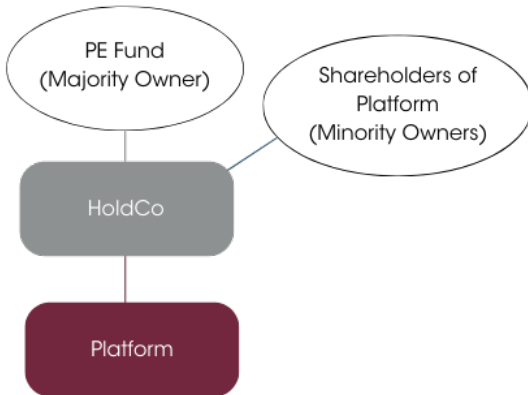 PE Fund
(Majority Owner)
Shareholders of
Platform
(Minority Owners)
HoldCo
Platform